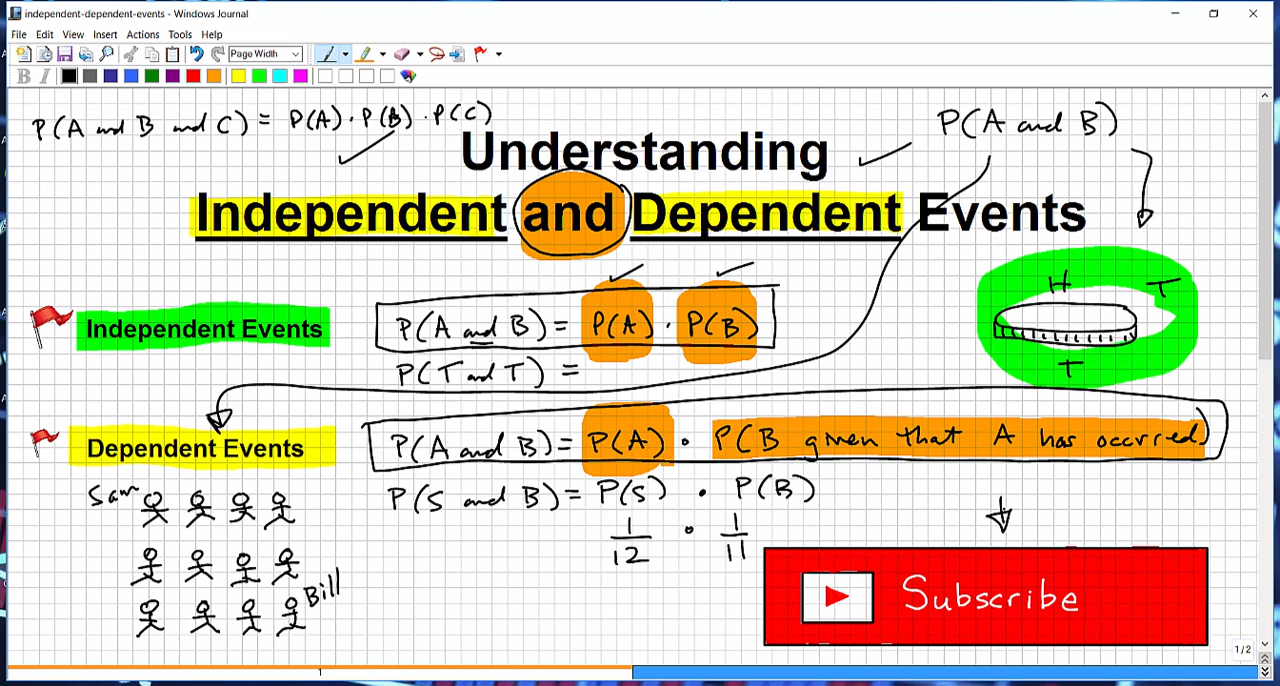 independent-dependent-events - Windows Journal
File Edit View Insert Actions Tools Help
Page Width
B I
P(A and B and C) = P(A) · P(B) · P(C)
P(A and B)
Understanding
Independent and Dependent Events
H T
Independent Events P(A and B) = P(A) · P(B)
T
P(T and T) =
Dependent Events P(A and B) = P(A) · P(B given that A has occurred)
Sam
P(S and B) = P(S) · P(B)
1/12 · 1/11
Bill
Subscribe
1/2
1